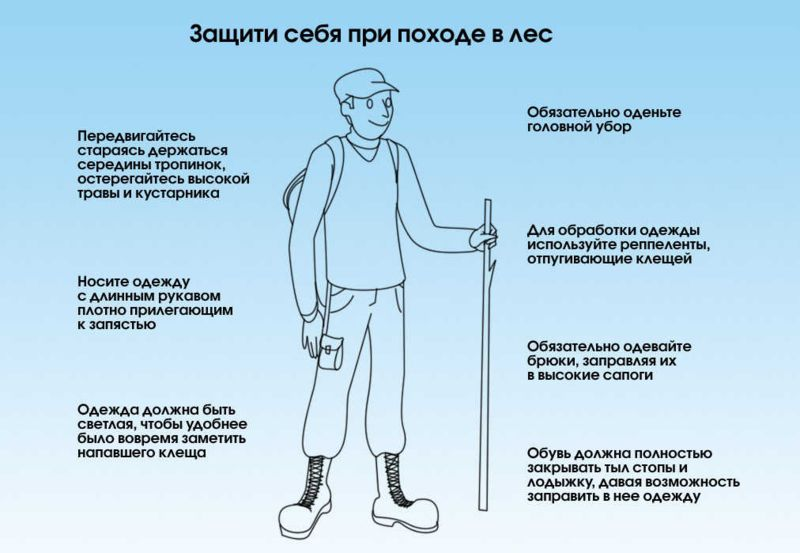 Защити себя при походе в лес
Передвигайтесь
стараясь держаться
середины тропинок,
остерегайтесь высокой
травы и кустарника
Носите одежду
с длинным рукавом
плотно прилегающим
к запястью
Одежда должна быть
светлая, чтобы удобнее
было вовремя заметить
напавшего клеща
Обязательно оденьте
головной убор
Для обработки одежды
используйте реппеленты,
отпугивающие клещей
Обязательно одевайте
брюки, заправляя их
в высокие сапоги
Обувь должна полностью
закрывать тыл стопы и
лодыжку, давая возможность
заправить в нее одежду